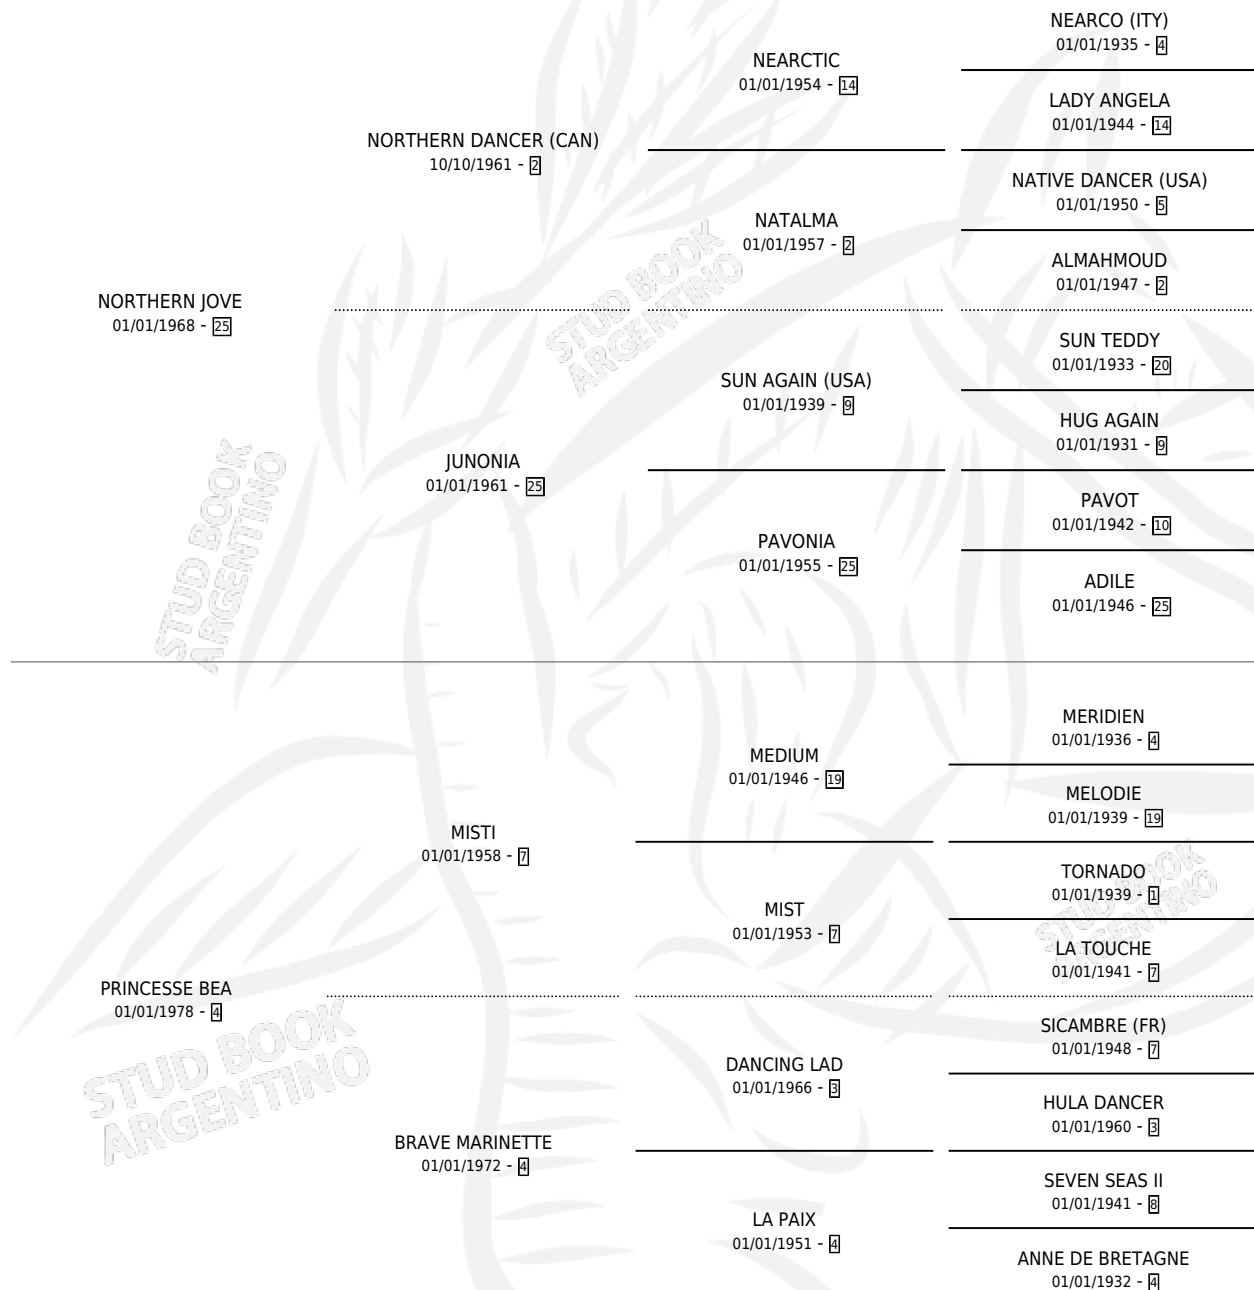 NEARCO (ITY)
01/01/1935 - 4
NEARCTIC
01/01/1954 - 14
LADY ANGELA
01/01/1944 - 14
NORTHERN DANCER (CAN)
10/10/1961 - 2
NATIVE DANCER (USA)
01/01/1950 - 5
NATALMA
01/01/1957 - 2
ALMAHMOUD
01/01/1947 - 2
NORTHERN JOVE
01/01/1968 - 25
STUD BOOK
ARGENTINO
SUN TEDDY
01/01/1933 - 20
SUN AGAIN (USA)
01/01/1939 - 9
HUG AGAIN
01/01/1931 - 9
JUNONIA
01/01/1961 - 25
PAVOT
01/01/1942 - 10
PAVONIA
01/01/1955 - 25
ADILE
01/01/1946 - 25
STUD BOOK
ARGENTINO
MERIDIEN
01/01/1936 - 4
MEDIUM
01/01/1946 - 19
MELODIE
01/01/1939 - 19
MISTI
01/01/1958 - 7
TORNADO
01/01/1939 - 1
MIST
01/01/1953 - 7
LA TOUCHE
01/01/1941 - 7
STUD BOOK
ARGENTINO
PRINCESSE BEA
01/01/1978 - 4
STUD BOOK
ARGENTINO
SICAMBRE (FR)
01/01/1948 - 7
DANCING LAD
01/01/1966 - 3
HULA DANCER
01/01/1960 - 3
BRAVE MARINETTE
01/01/1972 - 4
SEVEN SEAS II
01/01/1941 - 8
LA PAIX
01/01/1951 - 4
ANNE DE BRETAGNE
01/01/1932 - 4